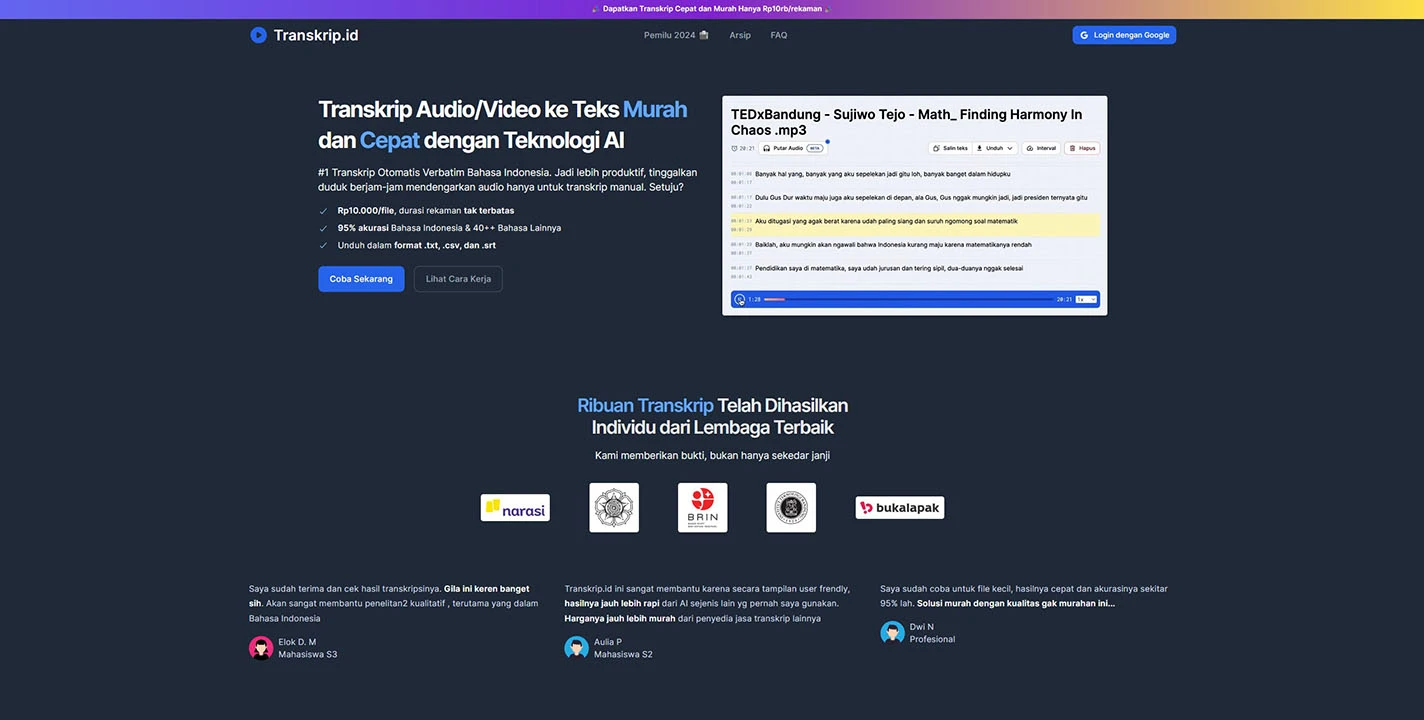 Dapatkan Transkrip Cepat dan Murah Hanya Rp10rb/rekaman
Transkrip.id
Pemilu 2024
Arsip
FAQ
Login dengan Google
Transkrip Audio/Video ke Teks Murah
dan Cepat dengan Teknologi AI
#1 Transkrip Otomatis Verbatim Bahasa Indonesia. Jadi lebih produktif, tinggalkan
duduk berjam-jam mendengarkan audio hanya untuk transkrip manual. Setuju?
Rp10.000/file, durasi rekaman tak terbatas
95% akurasi Bahasa Indonesia & 40++ Bahasa Lainnya
Unduh dalam format .txt, .csv, dan .srt
Coba Sekarang
Lihat Cara Kerja
TEDxBandung - Sujiwo Tejo - Math_ Finding Harmony In
Chaos .mp3
20:21
Putar Audio
BETA
Salin teks
Unduh
Interval
Hapus
Banyak hal yang, banyak yang aku sepelekan jadi gitu loh, banyak banget dalam hidupku
00:01:17
00:01:17
Dulu Gus Dur waktu maju juga aku sepelekan di depan, ala Gus, Gus nggak mungkin jadi, jadi presiden ternyata gitu
00:01:22
Aku ditugasi yang agak berat karena udah paling siang dan suruh ngomong soal matematik
Baiklah, aku mungkin akan ngawali bahwa Indonesia kurang maju karena matematikanya rendah
Pendidikan saya di matematika, saya udah jurusan dan tering sipil, dua-duanya nggak selesai
1:28
20:21
1x
Ribuan Transkrip Telah Dihasilkan
Individu dari Lembaga Terbaik
Kami memberikan bukti, bukan hanya sekedar janji
narasi
BRIN
bukalapak
Saya sudah terima dan cek hasil transkripsinya. Gila ini keren banget
sih. Akan sangat membantu penelitan2 kualitatif , terutama yang dalam
Bahasa Indonesia
Elok D. M
Mahasiswa S3
Transkrip.id ini sangat membantu karena secara tampilan user frendly,
hasilnya jauh lebih rapi dari AI sejenis lain yg pernah saya gunakan.
Harganya jauh lebih murah dari penyedia jasa transkrip lainnya
Aulia P
Mahasiswa S2
Saya sudah coba untuk file kecil, hasilnya cepat dan akurasinya sekitar
95% lah. Solusi murah dengan kualitas gak murahan ini...
Dwi N
Profesional